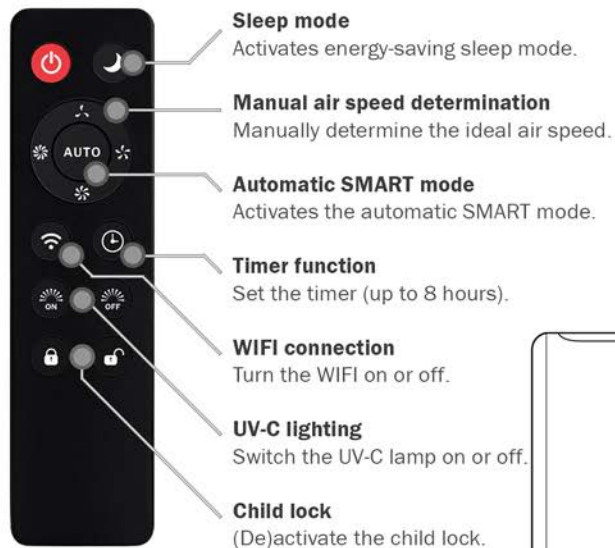 Sleep mode
Activates energy-saving sleep mode.
Manual air speed determination
Manually determine the ideal air speed.
AUTO
Automatic SMART mode
Activates the automatic SMART mode.
Timer function
Set the timer (up to 8 hours).
ON
OFF
WIFI connection
Turn the WIFI on or off.
UV-C lighting
Switch the UV-C lamp on or off.
Child lock
(De)activate the child lock.